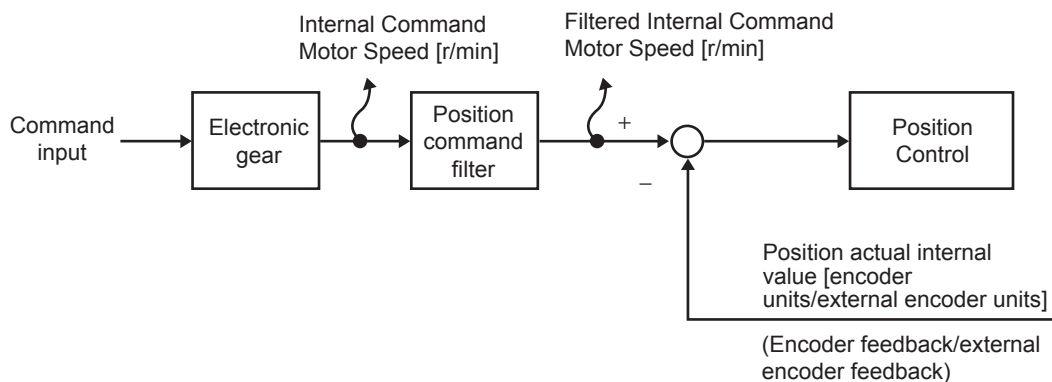 Internal Command
Motor Speed [r/min]
Filtered Internal Command
Motor Speed [r/min]
Command
input
Electronic
gear
Position
command
filter
+
−
Position
Control
Position actual internal
value [encoder
units/external encoder units]
(Encoder feedback/external
encoder feedback)